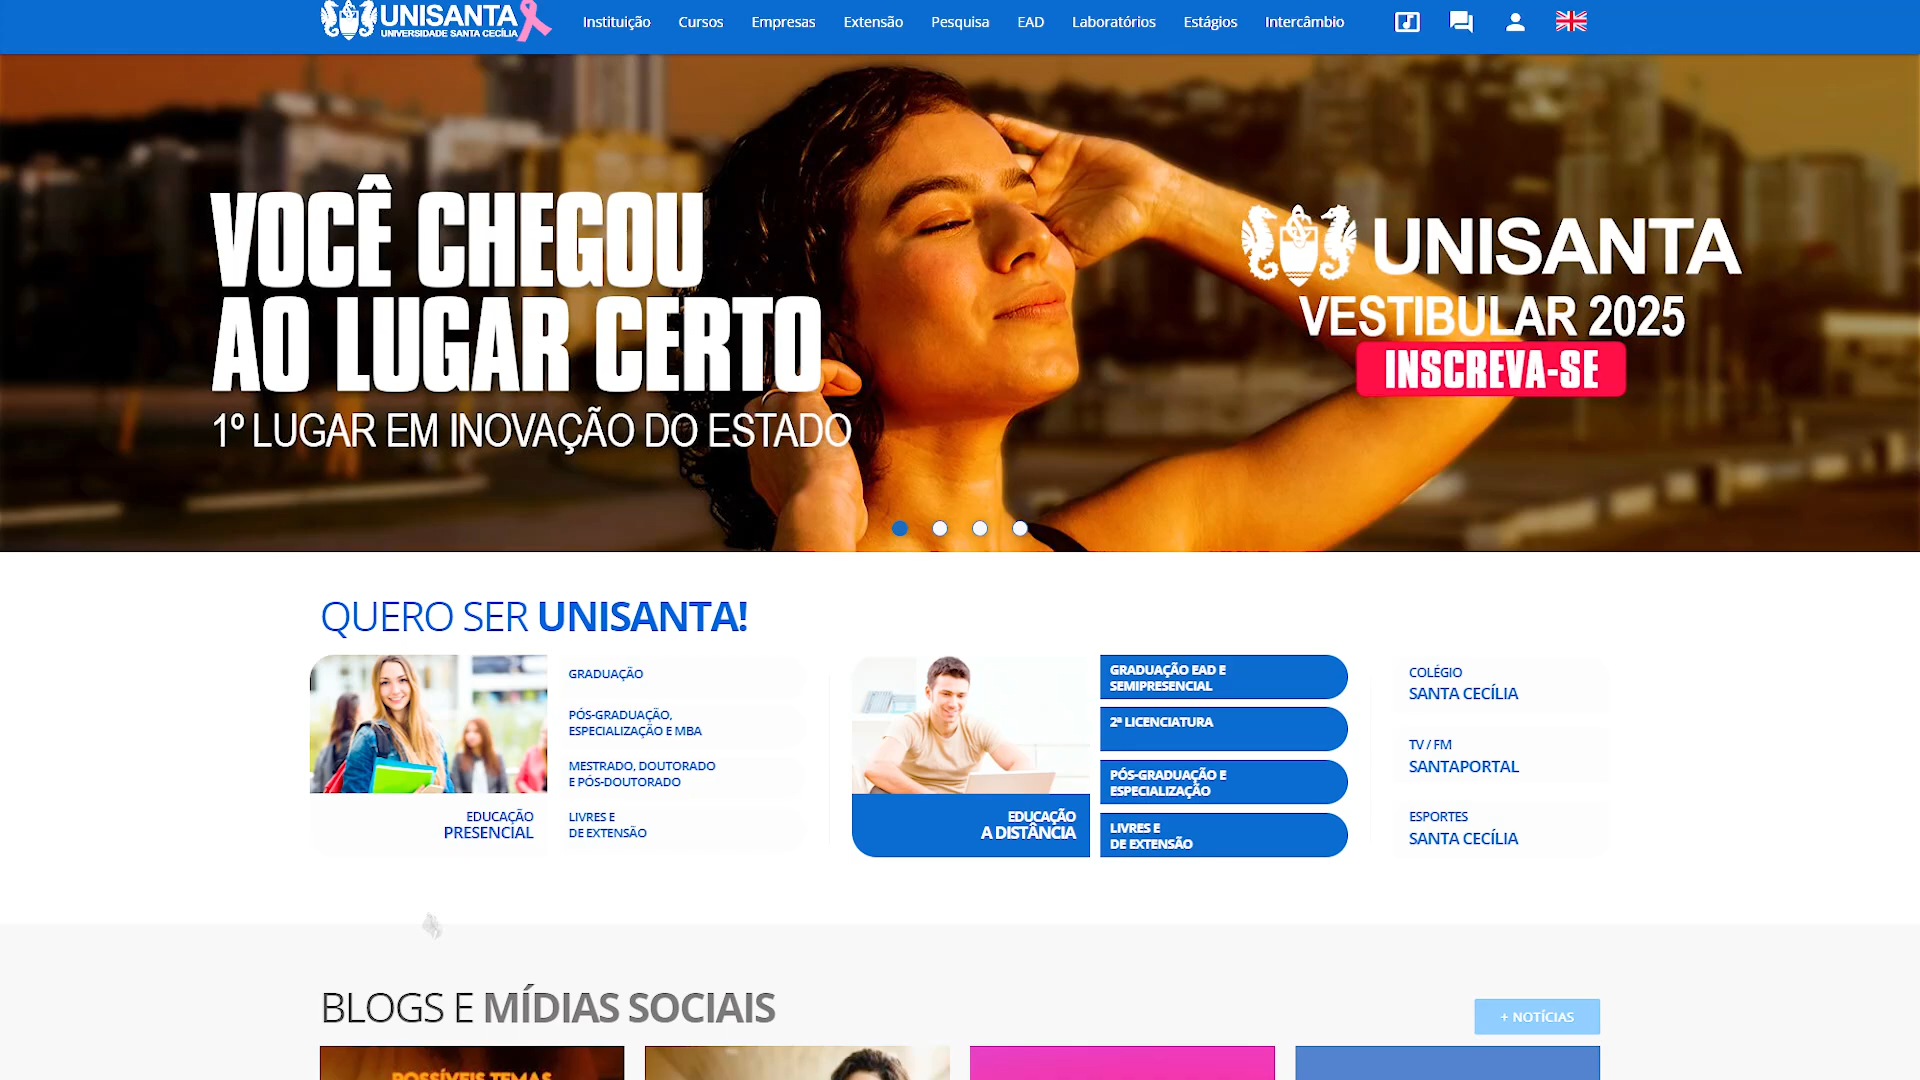 UNISANTA
UNIVERSIDADE SANTA CECÍLIA
Instituição
Cursos
Empresas
Extensão
Pesquisa
EAD
Laboratórios
Estágios
Intercâmbio
VOCÊ CHEGOU
AO LUGAR CERTO
1º LUGAR EM INOVAÇÃO DO ESTADO
UNISANTA
VESTIBULAR 2025
INSCREVA-SE
QUERO SER UNISANTA!
EDUCAÇÃO
PRESENCIAL
GRADUAÇÃO
PÓS-GRADUAÇÃO,
ESPECIALIZAÇÃO E MBA
MESTRADO, DOUTORADO
E PÓS-DOUTORADO
LIVRES E
DE EXTENSÃO
EDUCAÇÃO
A DISTÂNCIA
GRADUAÇÃO EAD E
SEMIPRESENCIAL
2ª LICENCIATURA
PÓS-GRADUAÇÃO E
ESPECIALIZAÇÃO
LIVRES E
DE EXTENSÃO
COLÉGIO
SANTA CECÍLIA
TV / FM
SANTAPORTAL
ESPORTES
SANTA CECÍLIA
BLOGS E MÍDIAS SOCIAIS
+ NOTÍCIAS
POSSÍVEIS TEMAS